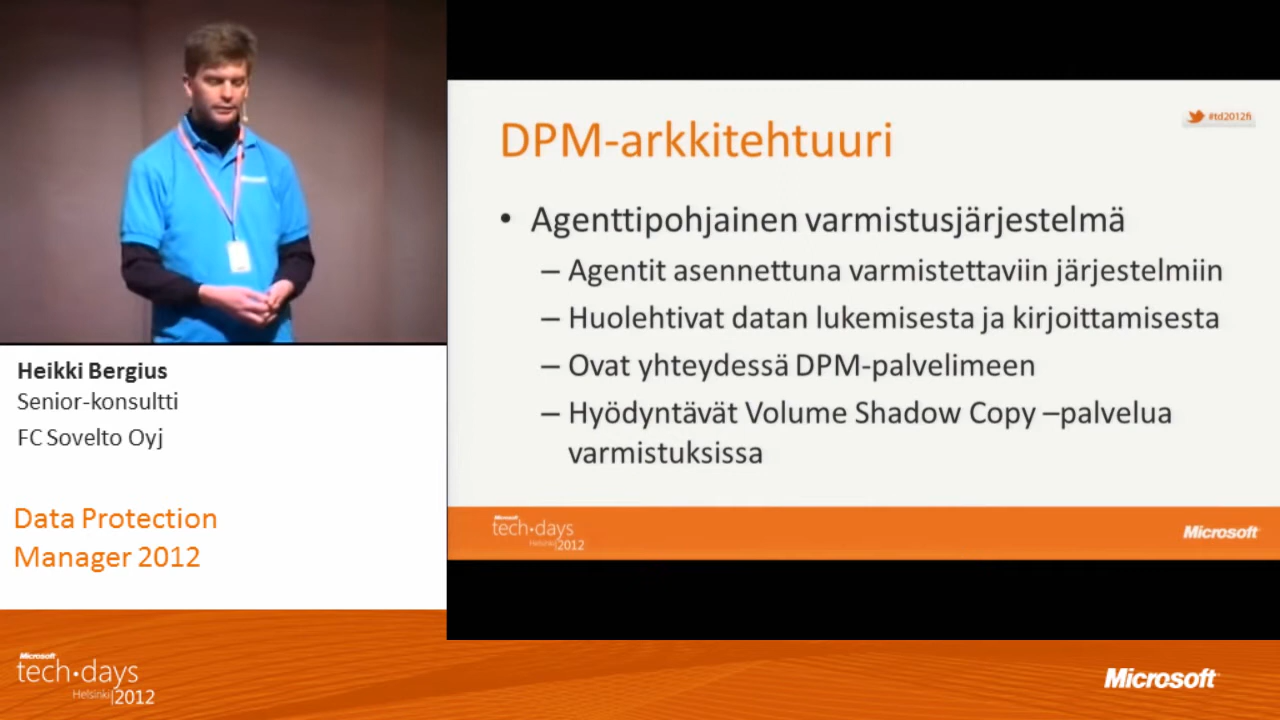 DPM-arkkitehtuuri
#td2012fi
• Agenttipohjainen varmistusjärjestelmä
– Agentit asennettuna varmistettaviin järjestelmiin
– Huolehtivat datan lukemisesta ja kirjoittamisesta
– Ovat yhteydessä DPM-palvelimeen
– Hyödyntävät Volume Shadow Copy –palvelua
varmistuksissa
Microsoft
tech·days
Helsinki|2012
Microsoft
Heikki Bergius
Senior-konsultti
FC Sovelto Oyj
Data Protection
Manager 2012
Microsoft
tech·days
Helsinki|2012
Microsoft